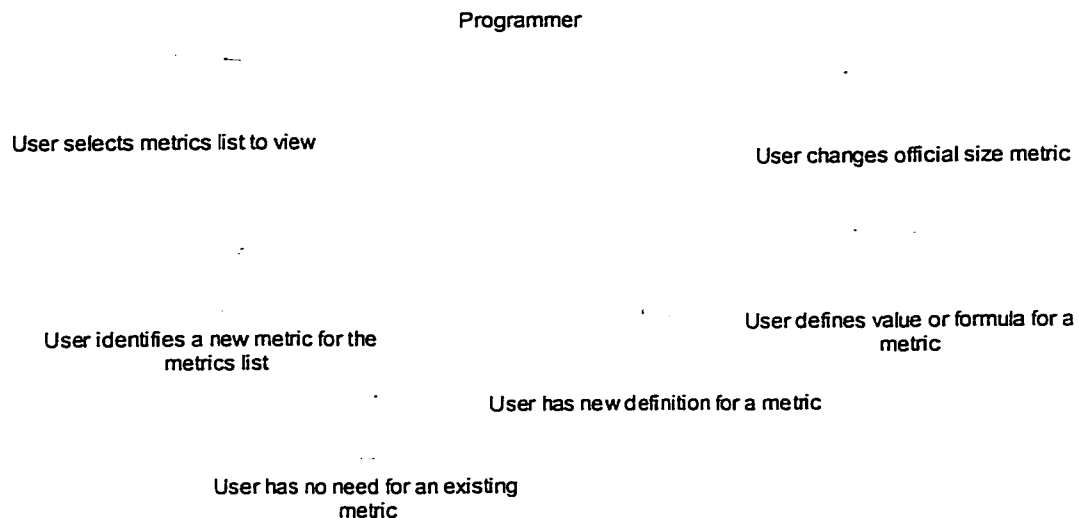 Programmer
User selects metrics list to view
User changes official size metric
User identifies a new metric for the
metrics list
User defines value or formula for a
metric
User has new definition for a metric
User has no need for an existing
metric